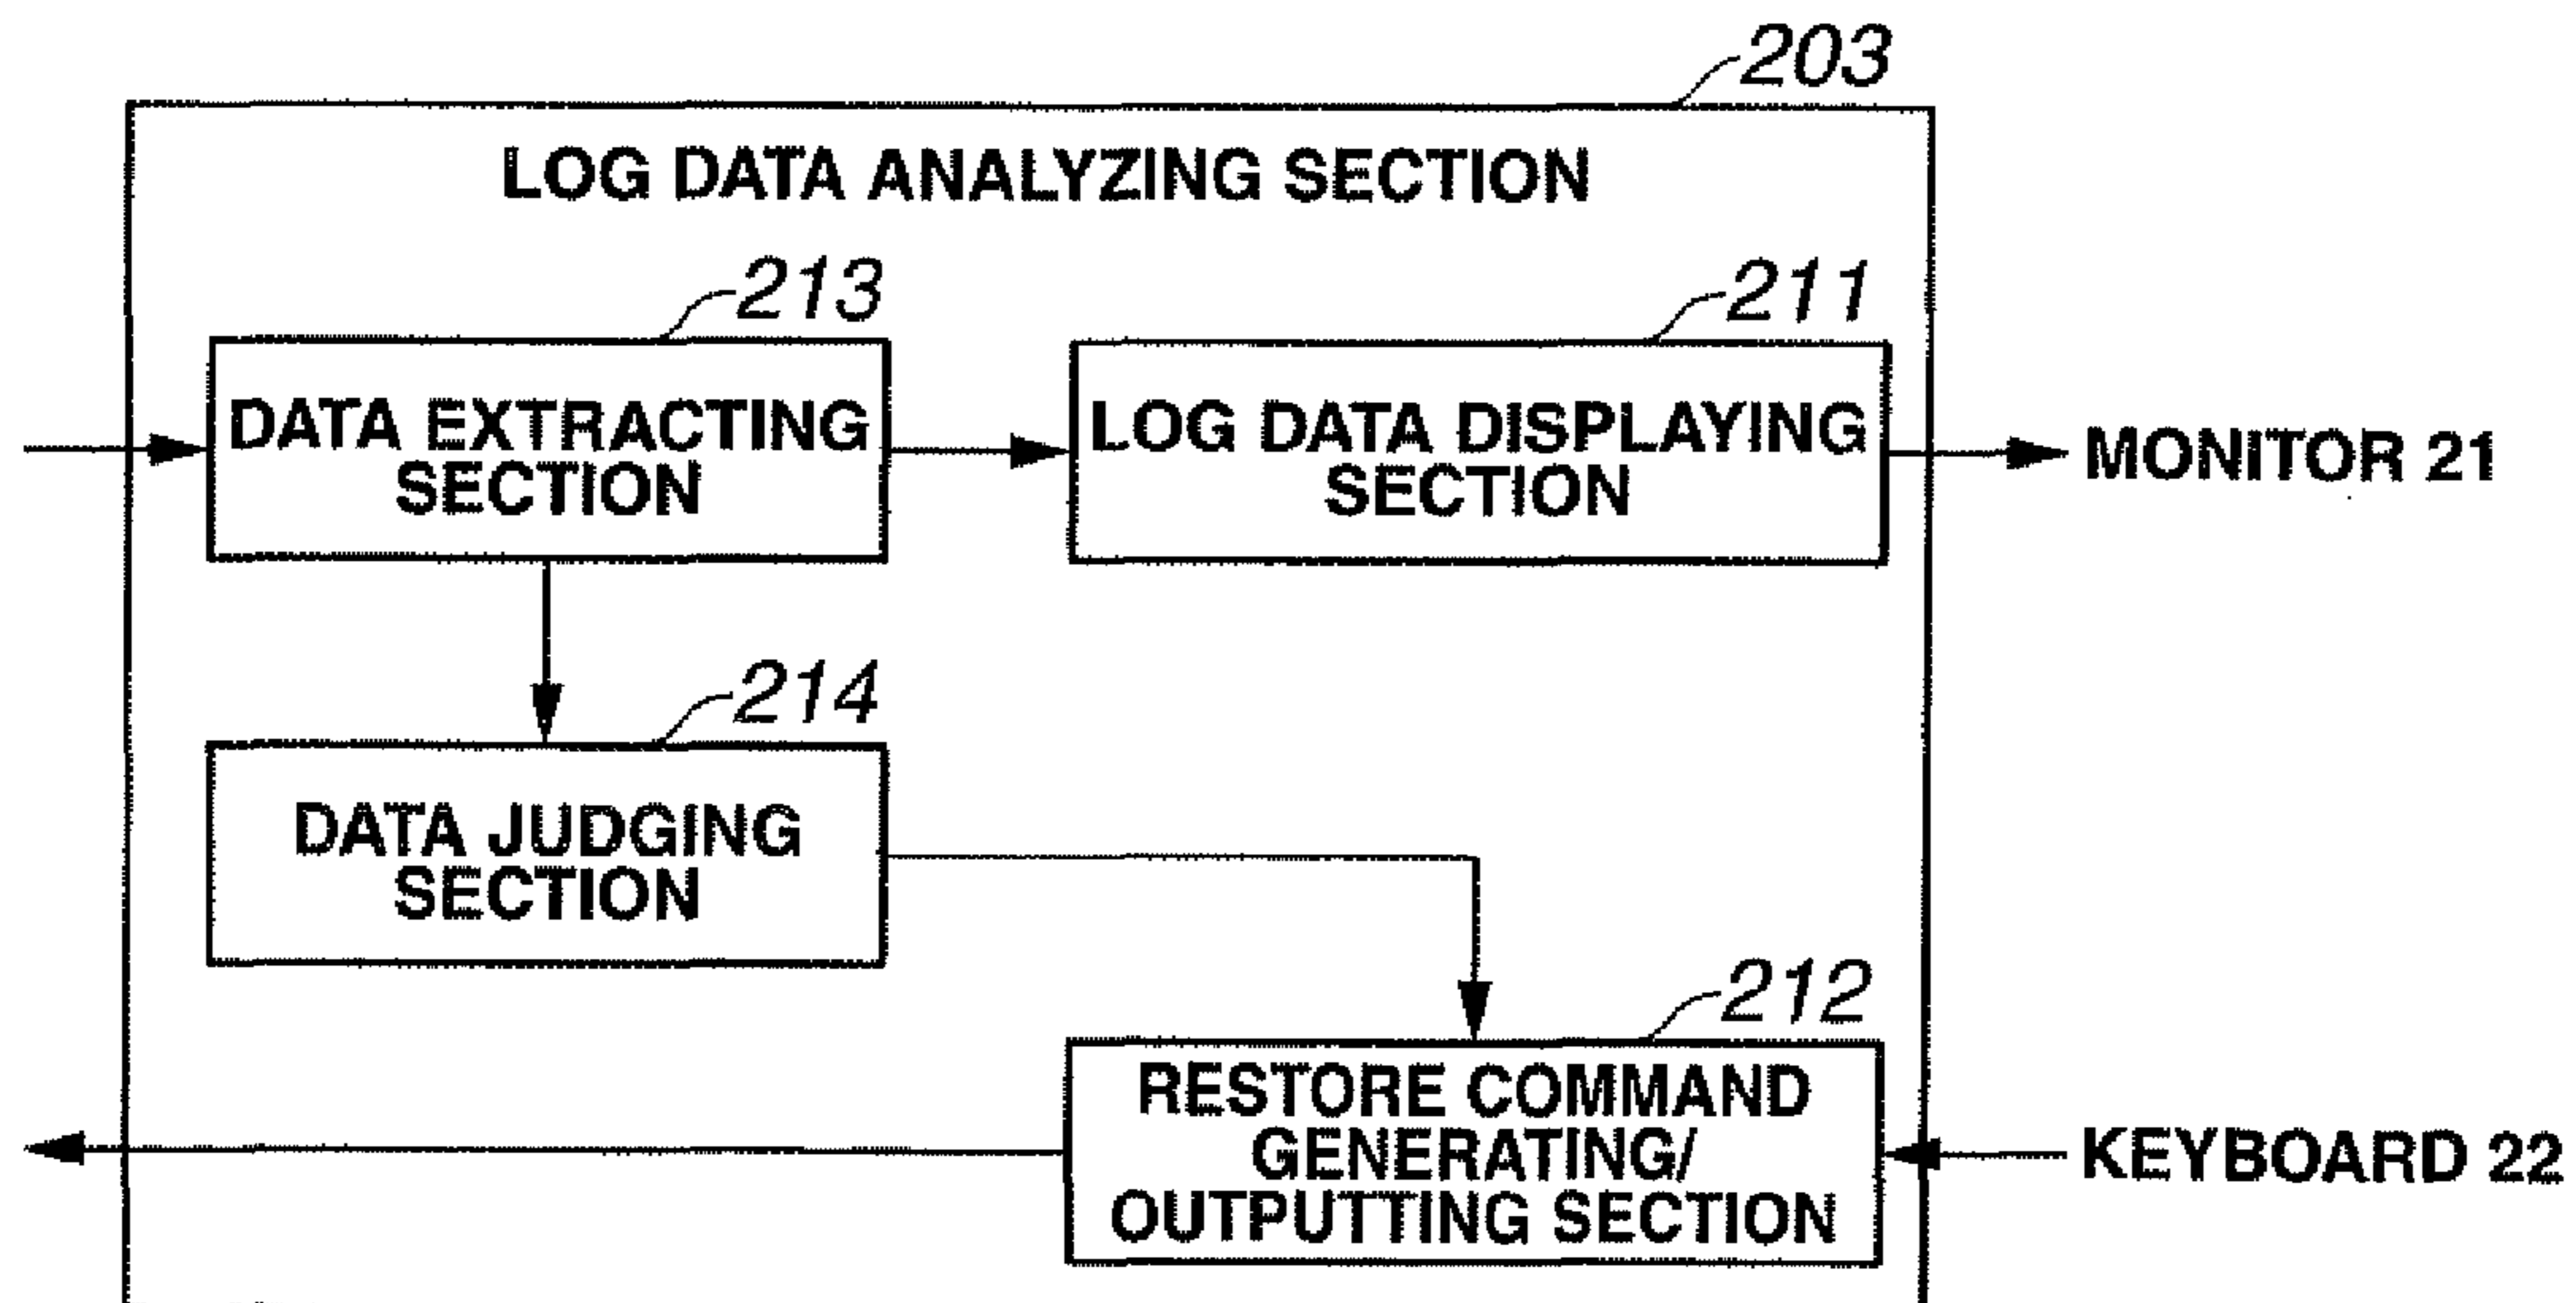 203
LOG DATA ANALYZING SECTION
213
211
DATA EXTRACTING
SECTION
LOG DATA DISPLAYING
SECTION
MONITOR 21
214
DATA JUDGING
SECTION
212
RESTORE COMMAND
GENERATING/
OUTPUTTING SECTION
KEYBOARD 22